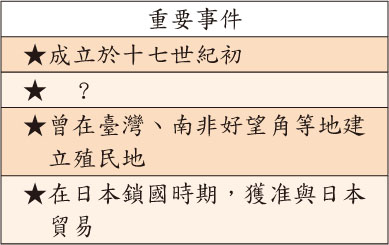 重要事件
★成立於十七世紀初
★ ?
★曾在臺灣、南非好望角等地建
立殖民地
★在日本鎖國時期,獲准與日本
貿易